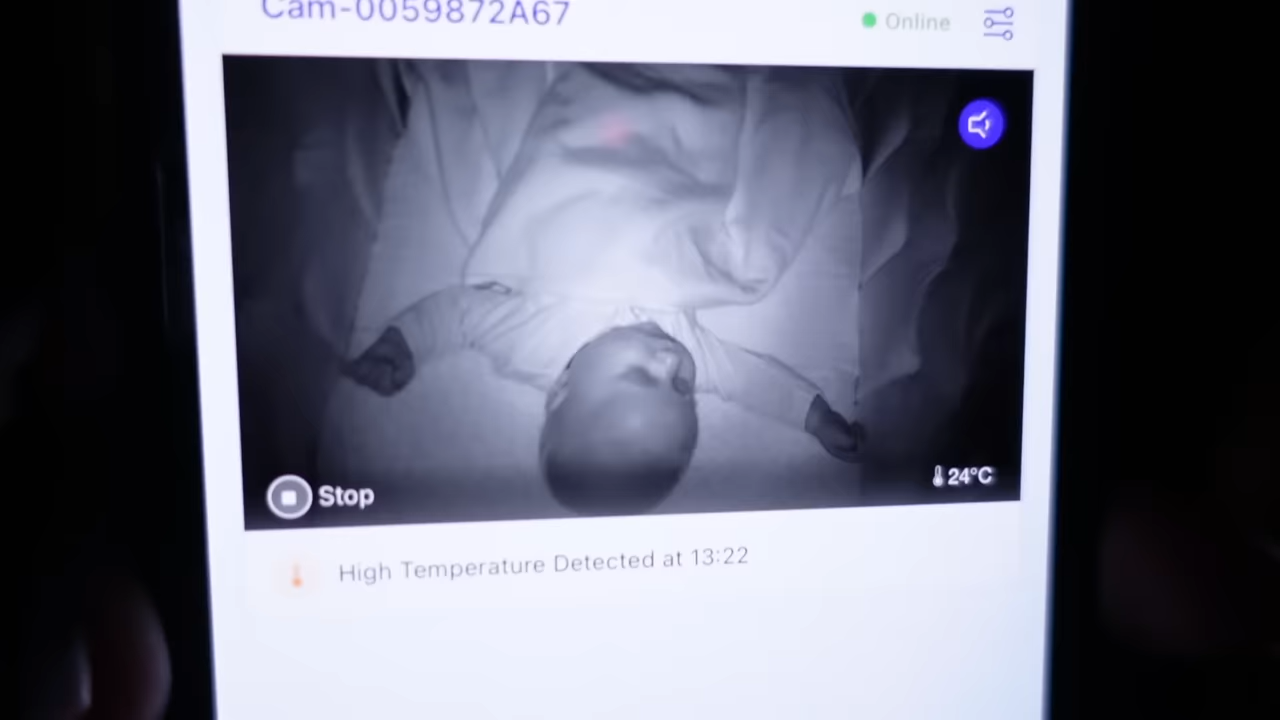 Cam-0059872A67
Online
Stop
24°C
High Temperature Detected at 13:22